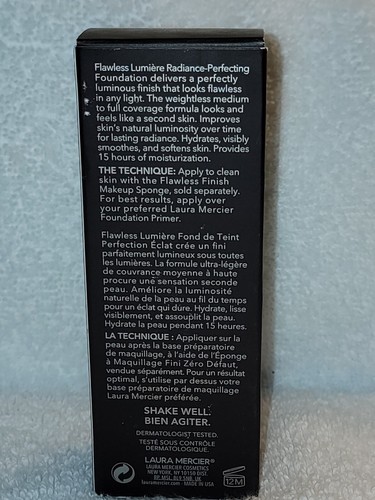 Flawless Lumière Radiance-Perfecting
Foundation delivers a perfectly
luminous finish that looks flawless
in any light. The weightless medium
to full coverage formula looks and
feels like a second skin. Improves
skin's natural luminosity over time
for lasting radiance. Hydrates, visibly
smoothes, and softens skin. Provides
15 hours of moisturization.
THE TECHNIQUE: Apply to clean
skin with the Flawless Finish
Makeup Sponge, sold separately.
For best results, apply over
your preferred Laura Mercier
Foundation Primer.
Flawless Lumière Fond de Teint
Perfection Éclat crée un fini
parfaitement lumineux sous toutes
les lumières. La formule ultra-légère
de couvrance moyenne à haute
procure une sensation seconde
peau. Améliore la luminosité
naturelle de la peau au fil du temps
pour un éclat qui dure. Hydrate, lisse
visiblement, et assouplit la peau.
Hydrate la peau pendant 15 heures.
LA TECHNIQUE : Appliquer sur la
peau après la base préparatoire
de maquillage, à l'aide de l'Éponge
à Maquillage Fini Zéro Défaut,
vendue séparément. Pour un résultat
optimal, s'utilise par dessus votre
base préparatoire de maquillage
Laura Mercier préférée.
SHAKE WELL.
BIEN AGITER.
DERMATOLOGIST TESTED.
TESTÉ SOUS CONTRÔLE
DERMATOLOGIQUE.
LAURA MERCIER®
LAURA MERCIER COSMETICS
NEW YORK, NY 10110 DIST.
lauramercier.com MADE IN USA
12M